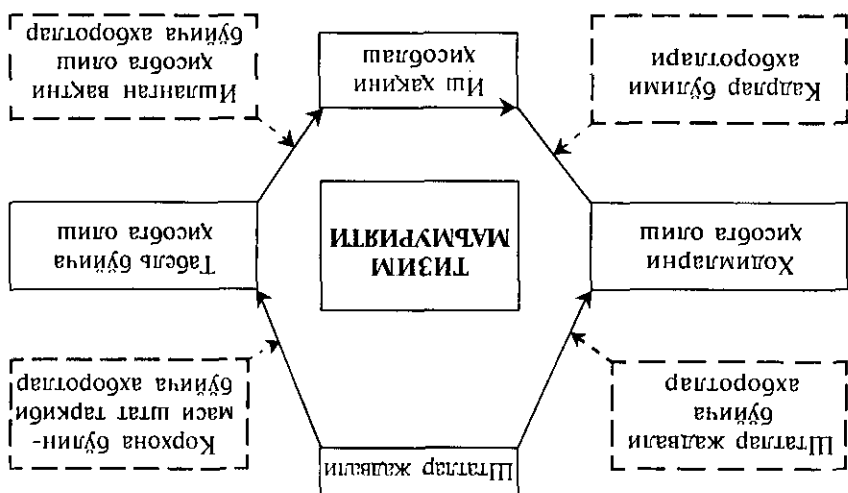 Штатлар жадвали
бўйича
ахборотлар
Штатлар жадвали
Корхона бўлин-
маси штат таркиби
бўйича ахборотлар
Ходимларни
ҳисобга олиш
ТИЗИМ
МАЪМУРИЯТИ
Табель бўйича
ҳисобга олиш
Кадрлар бўлими
ахборотлари
Иш ҳақини
ҳисоблаш
Ишланган вақтни
ҳисобга олиш
бўйича ахборотлар